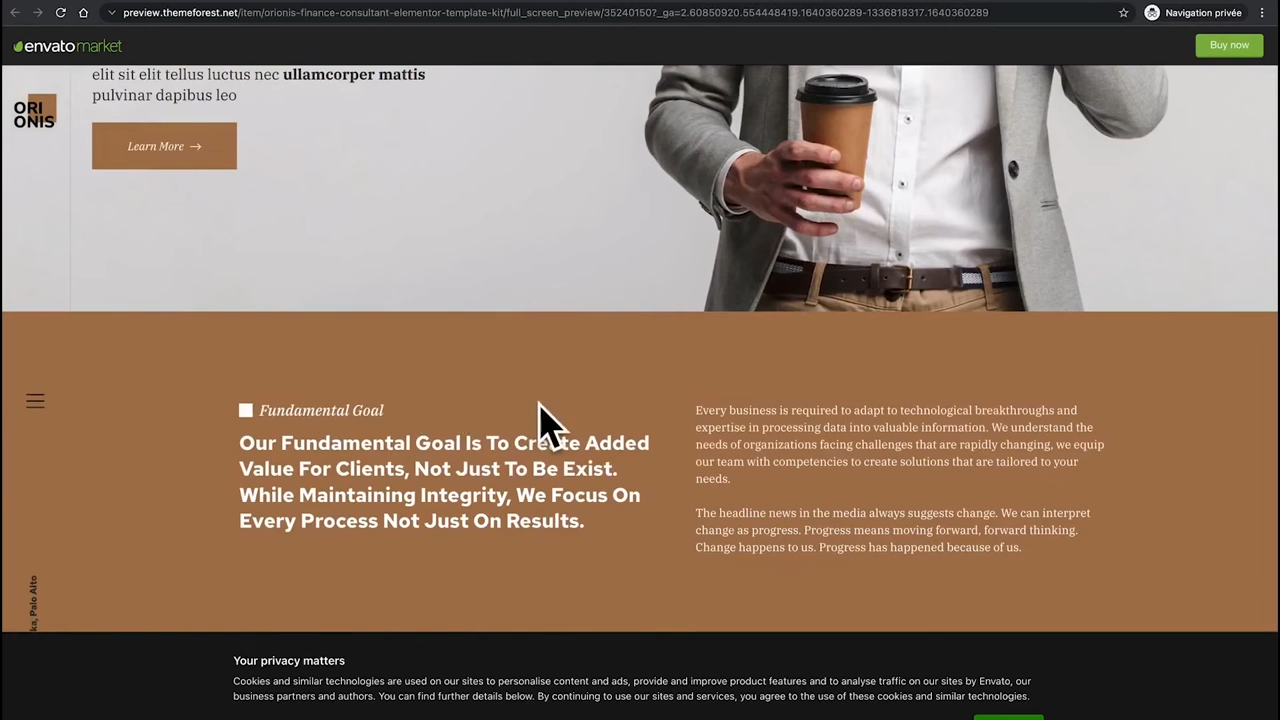 preview.themeforest.net/item/orionis-finance-consultant-elementor-template-kit/full_screen_preview/35240150?_ga=2.60850920.554448419.1640360289-1336818317.1640360289
Navigation privée
envatomarket
Buy now
elit sit elit tellus luctus nec ullamcorper mattis
pulvinar dapibus leo
ORI
ONIS
Learn More →
Fundamental Goal
Our Fundamental Goal Is To Create Added
Value For Clients, Not Just To Be Exist.
While Maintaining Integrity, We Focus On
Every Process Not Just On Results.
Every business is required to adapt to technological breakthroughs and
expertise in processing data into valuable information. We understand the
needs of organizations facing challenges that are rapidly changing, we equip
our team with competencies to create solutions that are tailored to your
needs.
The headline news in the media always suggests change. We can interpret
change as progress. Progress means moving forward, forward thinking.
Change happens to us. Progress has happened because of us.
ka, Palo Alto
Your privacy matters
Cookies and similar technologies are used on our sites to personalise content and ads, provide and improve product features and to analyse traffic on our sites by Envato, our
business partners and authors. You can find further details below. By continuing to use our sites and services, you agree to the use of these cookies and similar technologies.